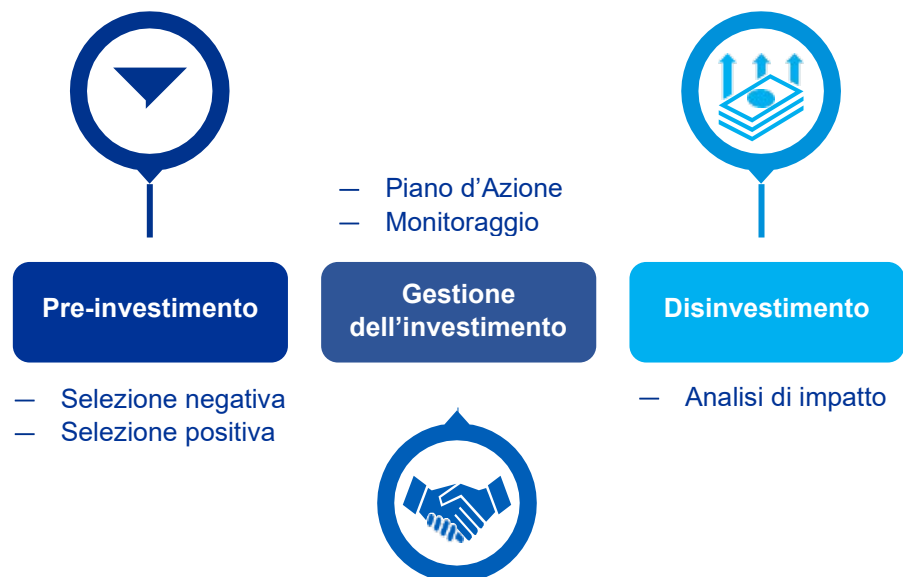 — Piano d’Azione
— Monitoraggio
Pre-investimento
Gestione
dell’investimento
Disinvestimento
— Selezione negativa
— Selezione positiva
— Analisi di impatto